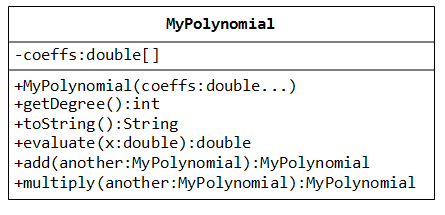 MyPolynomial
-coeffs:double[]
+MyPolynomial(coeffs:double...)
+getDegree():int
+toString():String
+evaluate(x:double):double
+add(another:MyPolynomial):MyPolynomial
+multiply(another:MyPolynomial):MyPolynomial